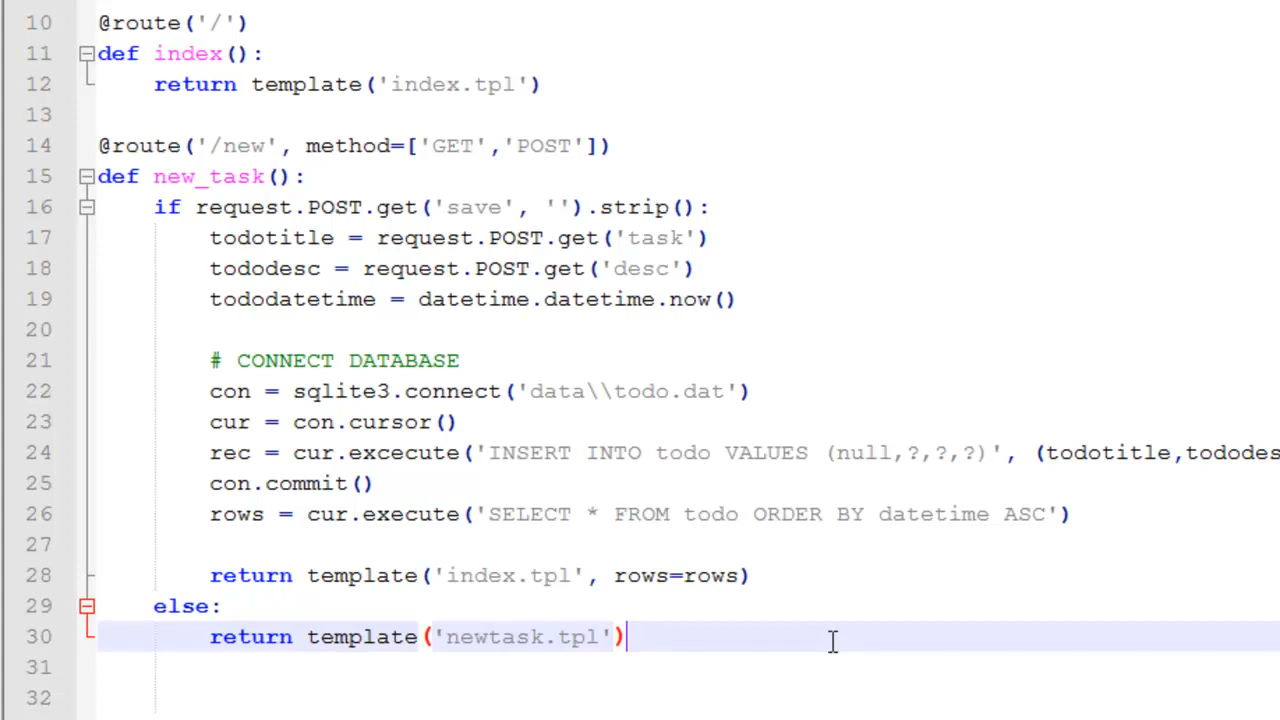 10 @route('/')
11 def index():
12 return template('index.tpl')
13
14 @route('/new', method=['GET','POST'])
15 def new_task():
16 if request.POST.get('save', '').strip():
17 todotitle = request.POST.get('task')
18 tododesc = request.POST.get('desc')
19 tododatetime = datetime.datetime.now()
20
21 # CONNECT DATABASE
22 con = sqlite3.connect('data\\todo.dat')
23 cur = con.cursor()
24 rec = cur.excecute('INSERT INTO todo VALUES (null,?,?,?)', (todotitle,tododes
25 con.commit()
26 rows = cur.execute('SELECT * FROM todo ORDER BY datetime ASC')
27
28 return template('index.tpl', rows=rows)
29 else:
30 return template('newtask.tpl')
31
32